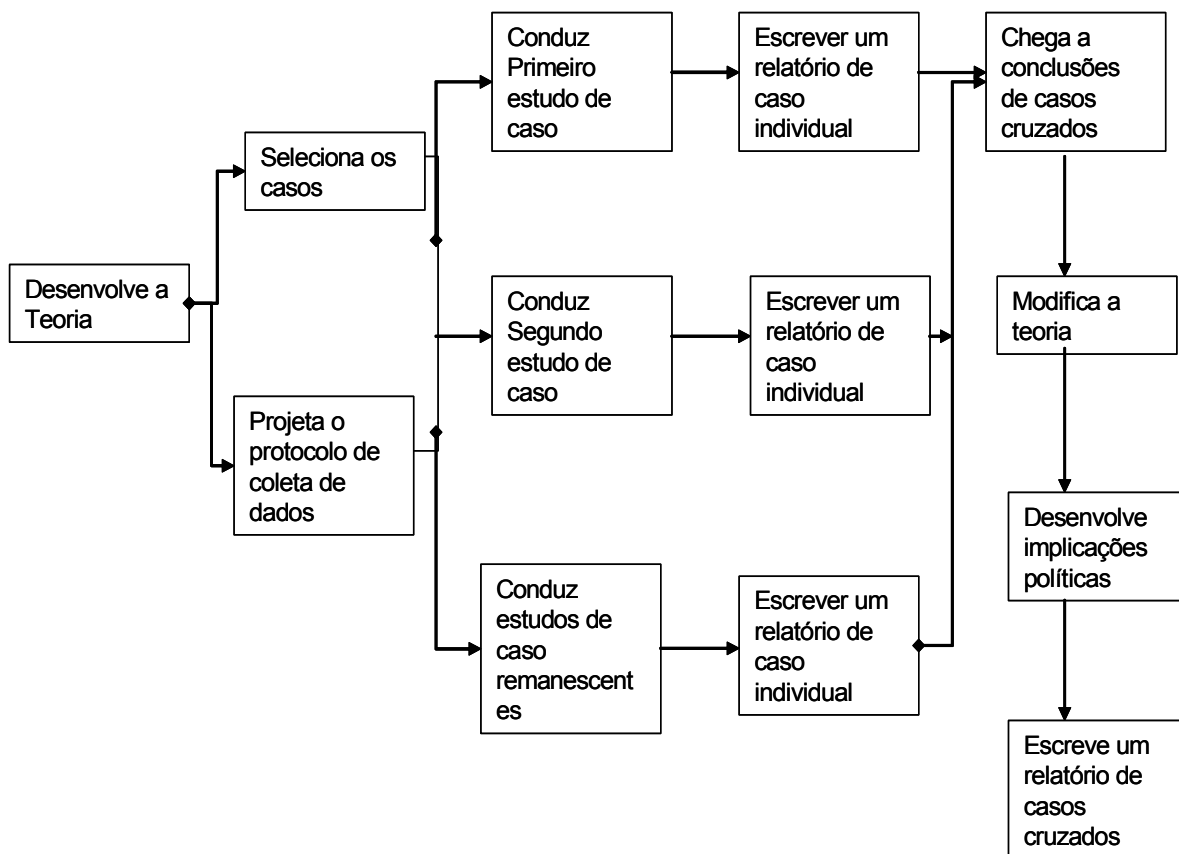 Desenvolve a
Teoria
Seleciona os
casos
Projeta o
protocolo de
coleta de
dados
Conduz
Primeiro
estudo de
caso
Escrever um
relatório de
caso
individual
Conduz
Segundo
estudo de
caso
Escrever um
relatório de
caso
individual
Conduz
estudos de
caso
remanescent
es
Escrever um
relatório de
caso
individual
Chega a
conclusões
de casos
cruzados
Modifica a
teoria
Desenvolve
implicações
políticas
Escreve um
relatório de
casos
cruzados